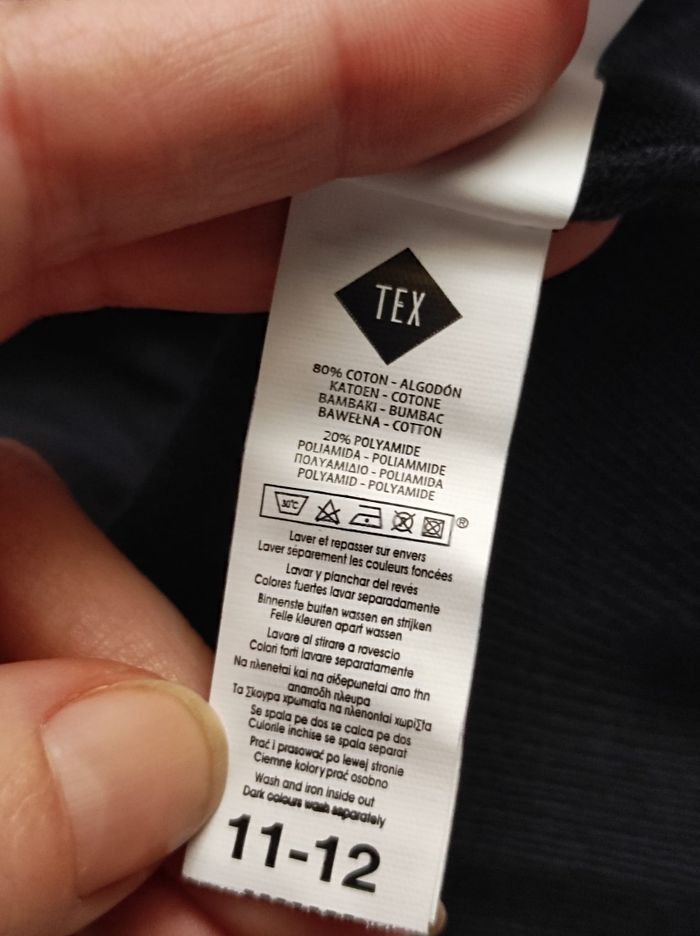 TEX
80% COTON - ALGODÓN
KATOEN - COTONE
BAMBAKI - BUMBAC
BAWEŁNA - COTTON
20% POLYAMIDE
POLIAMIDA - POLIAMMIDE
ΠΟΛΥΑΜΙΔΙΟ - POLIAMIDA
POLYAMID - POLYAMIDE
30°C ®
Laver et repasser sur envers
Laver séparement les couleurs foncées
Lavar y planchar del revés
Colores fuertes lavar separadamente
Binnenste buiten wassen en strijken
Felle kleuren apart wassen
Lavare al stirare a rovescio
Colori forti lavare separatamente
Να πλενεται και να σιδερωνεται απο την
αναποδη πλευρα
Τα Σκουρα χρωματα να πλενονται χωριΣτα
Se spala pe dos se calca pe dos
Culorile inchise se spala separat
Prać i prasować po lewej stronie
Ciemne kolory prać osobno
Wash and iron inside out
Dark colours wash separately
11-12